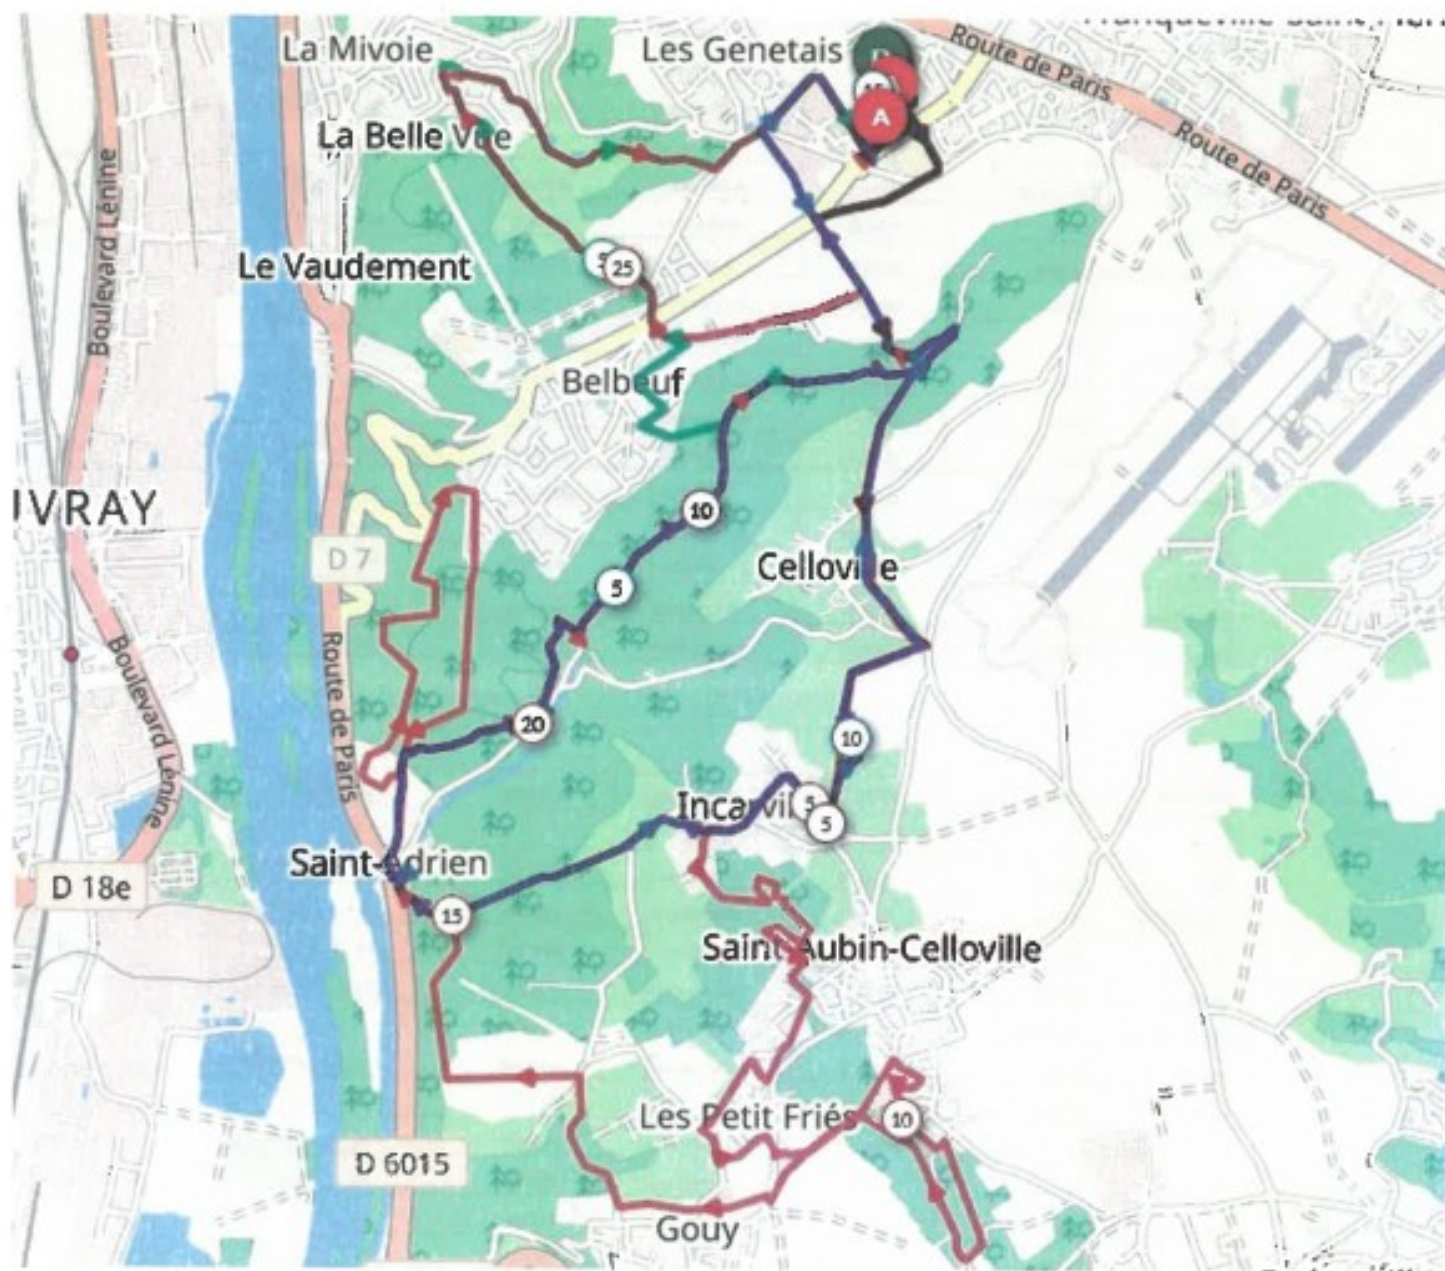 La Mivoie
Les Genetais
Route de Paris
A
Route de Paris
La Belle Vue
Boulevard Lénine
Le Vaudement
5
25
Belbeuf
10
UVRAY
D 7
5
Celloville
Route de Paris
Boulevard Lénine
20
10
5
5
Saint-Adrien
D 18e
15
Saint-Aubin-Celloville
Les Petit Friés
10
D 6015
Gouy